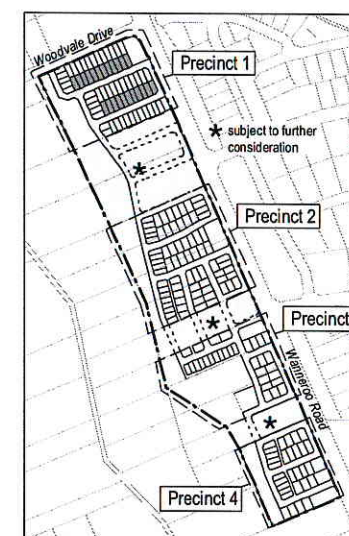 Woodvale Drive
Precinct 1
* subject to further
consideration
Precinct 2
Precinct
Wanneroo Road
Precinct 4